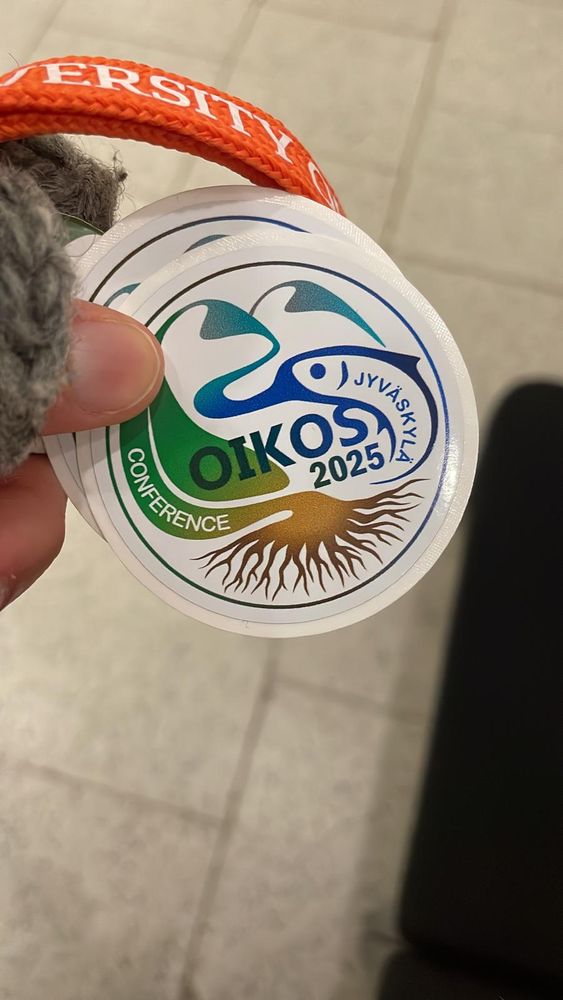 VERSITY O
JYVÄSKYLÄ
OIKOS
2025
CONFERENCE